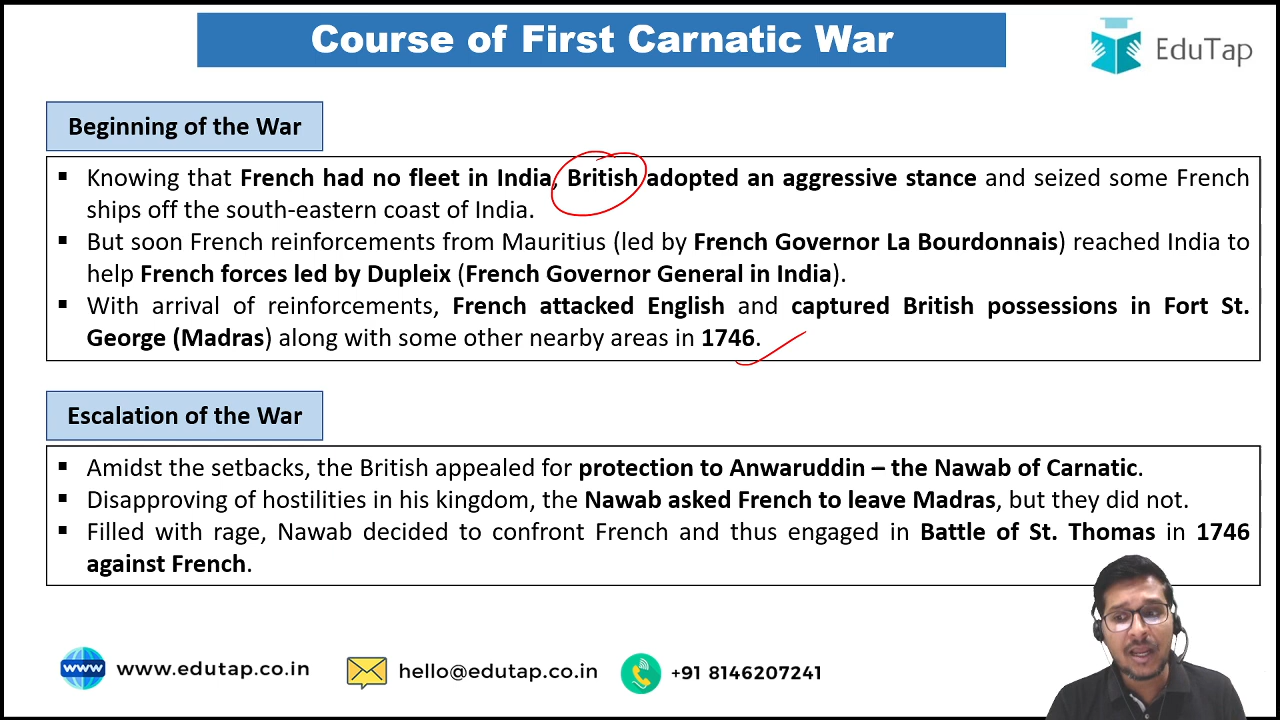 Course of First Carnatic War
EduTap
Beginning of the War
▪ Knowing that French had no fleet in India, British adopted an aggressive stance and seized some French
ships off the south-eastern coast of India.
▪ But soon French reinforcements from Mauritius (led by French Governor La Bourdonnais) reached India to
help French forces led by Dupleix (French Governor General in India).
▪ With arrival of reinforcements, French attacked English and captured British possessions in Fort St.
George (Madras) along with some other nearby areas in 1746.
Escalation of the War
▪ Amidst the setbacks, the British appealed for protection to Anwaruddin – the Nawab of Carnatic.
▪ Disapproving of hostilities in his kingdom, the Nawab asked French to leave Madras, but they did not.
▪ Filled with rage, Nawab decided to confront French and thus engaged in Battle of St. Thomas in 1746
against French.
www www.edutap.co.in hello@edutap.co.in +91 8146207241